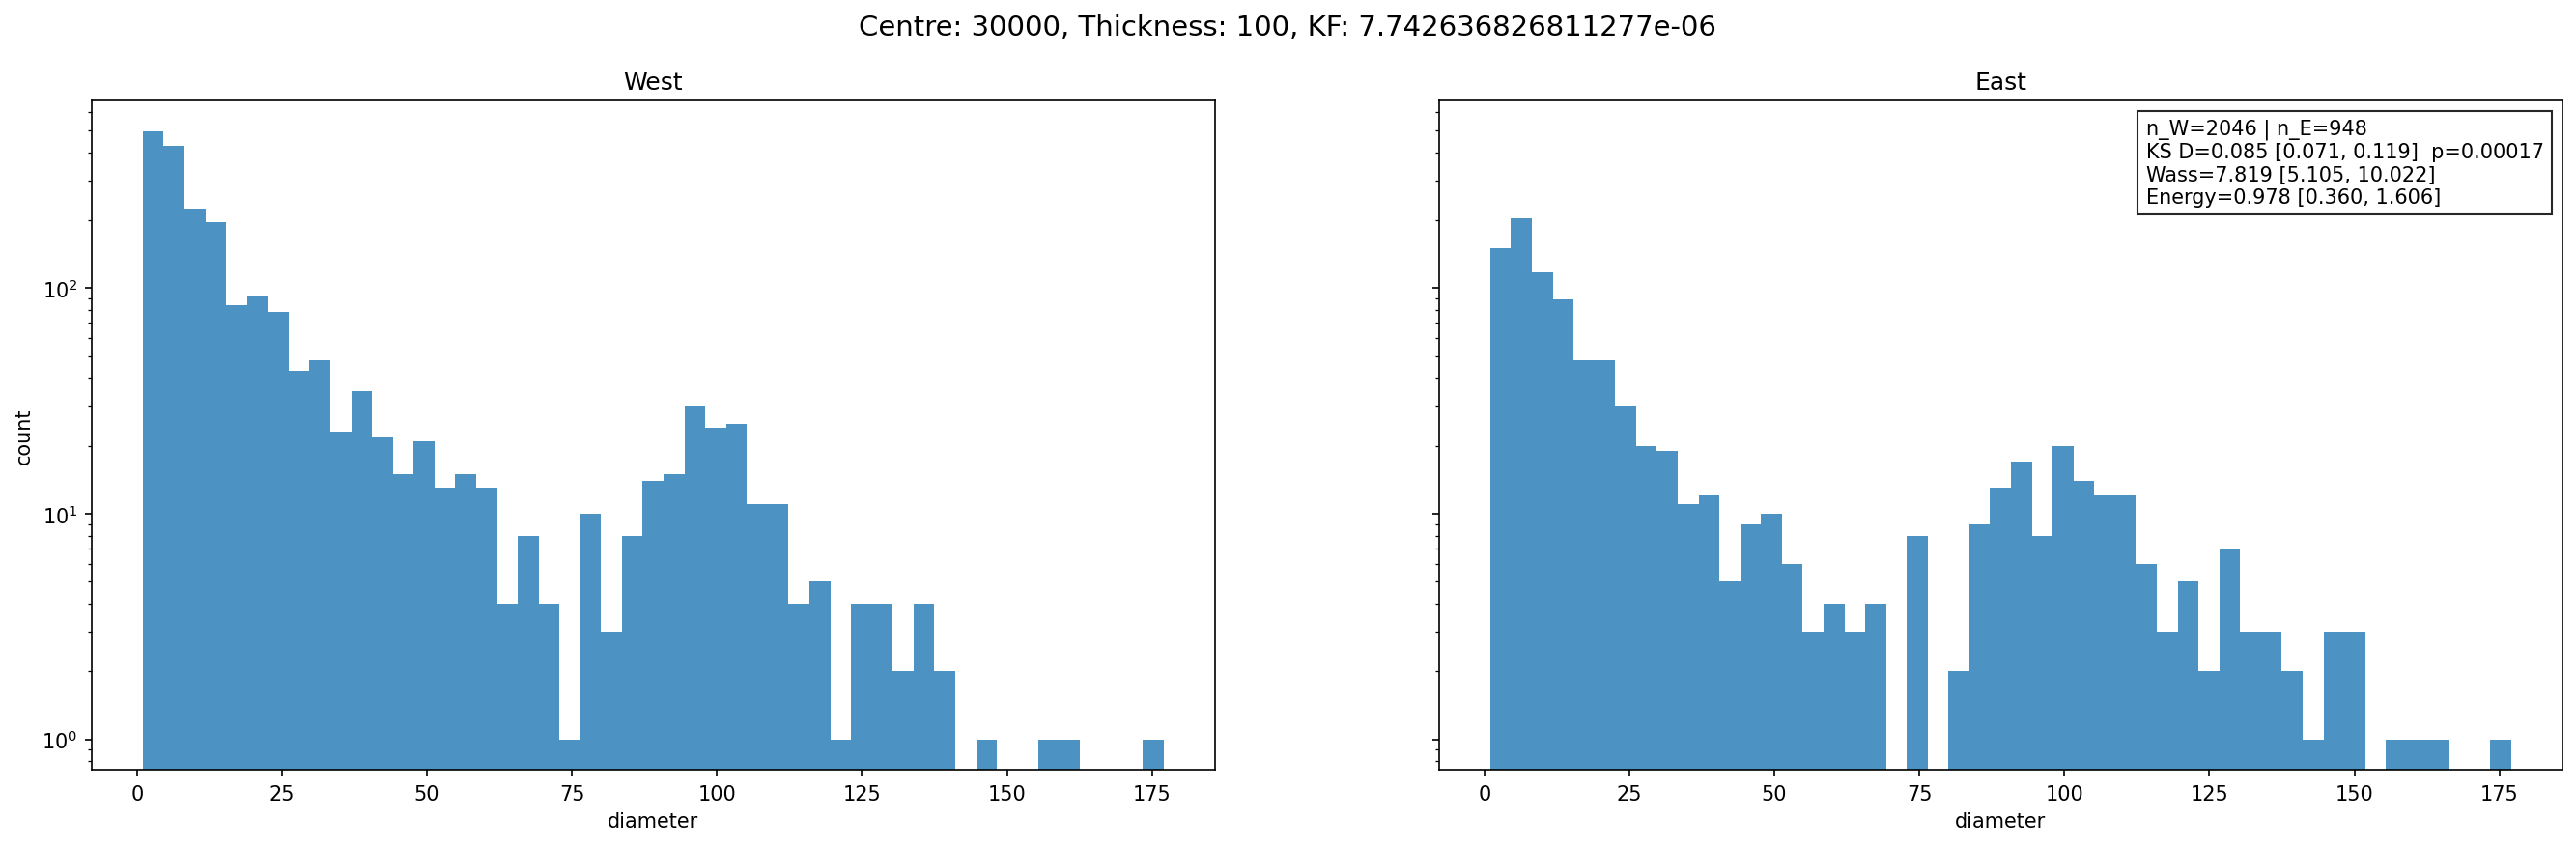 Centre: 30000, Thickness: 100, KF: 7.742636826811277e-06
West
count
10²
10¹
10⁰
0 25 50 75 100 125 150 175
diameter
East
n_W=2046 | n_E=948
KS D=0.085 [0.071, 0.119]  p=0.00017
Wass=7.819 [5.105, 10.022]
Energy=0.978 [0.360, 1.606]
0 25 50 75 100 125 150 175
diameter